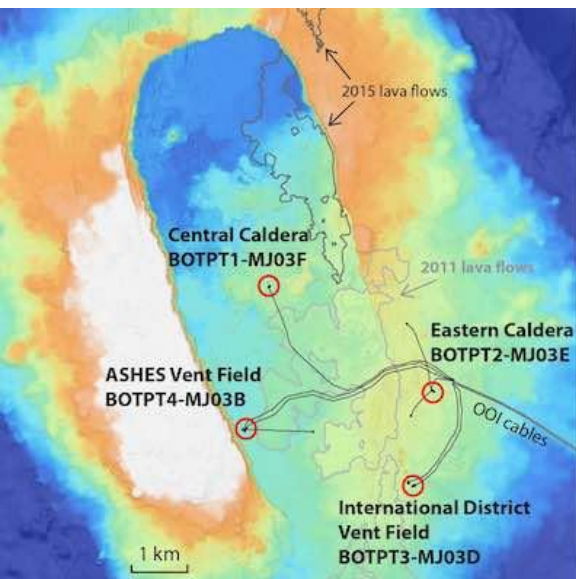 2015 lava flows
Central Caldera
BOTPT1-MJ03F
2011 lava flows
Eastern Caldera
BOTPT2-MJ03E
ASHES Vent Field
BOTPT4-MJ03B
OOI cables
International District
Vent Field
BOTPT3-MJ03D
1 km